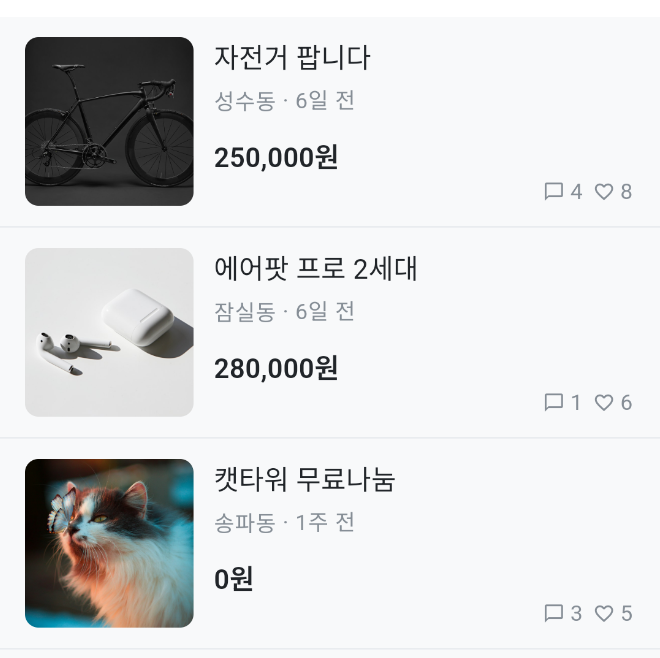 자전거 팝니다
성수동 · 6일 전
250,000원
4 8
에어팟 프로 2세대
잠실동 · 6일 전
280,000원
1 6
캣타워 무료나눔
송파동 · 1주 전
0원
3 5